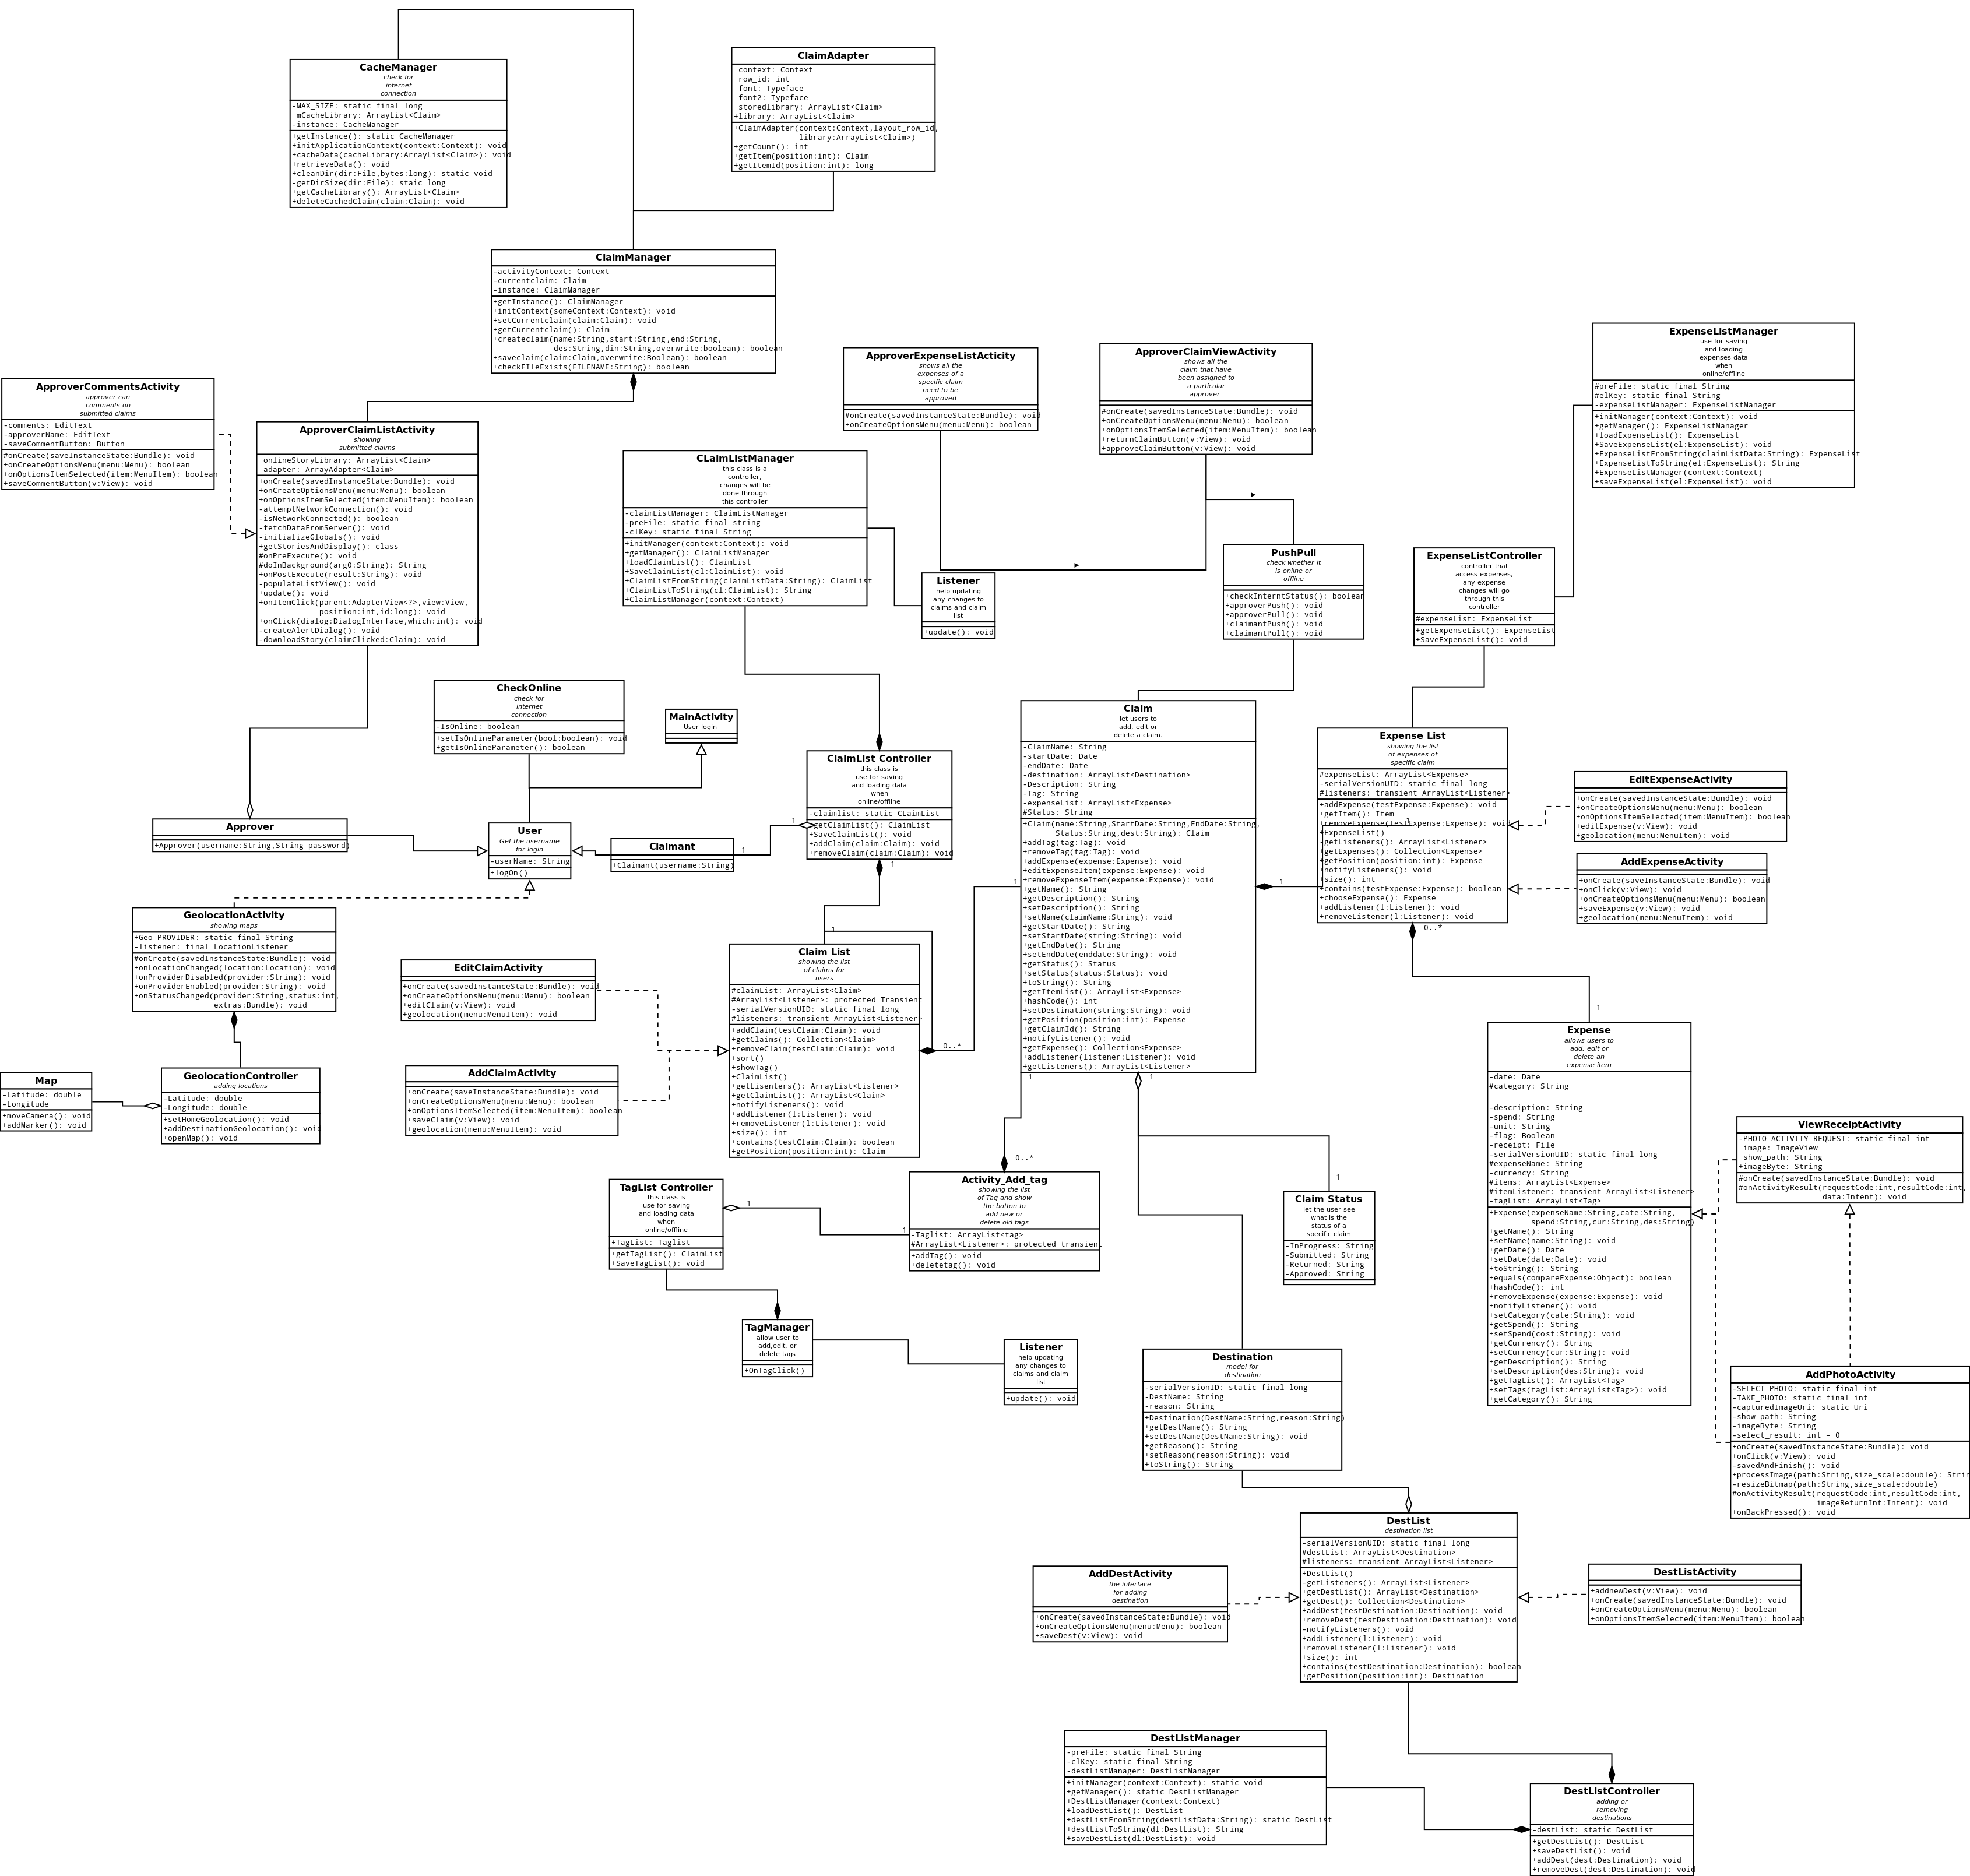 CacheManager
check for
internet
connection
-MAX_SIZE: static final long
mCacheLibrary: ArrayList<Claim>
-instance: CacheManager
+getInstance(): static CacheManager
+initApplicationContext(context:Context): void
+cacheData(cacheLibrary:ArrayList<Claim>): void
+retrieveData(): void
+cleanDir(dir:File,bytes:long): static void
-getDirSize(dir:File): staic long
+getCacheLibrary(): ArrayList<Claim>
+deleteCachedClaim(claim:Claim): void
ClaimAdapter
context: Context
row_id: int
font: Typeface
font2: Typeface
storedlibrary: ArrayList<Claim>
+library: ArrayList<Claim>
+ClaimAdapter(context:Context,layout_row_id,
library:ArrayList<Claim>)
+getCount(): int
+getItem(position:int): Claim
+getItemId(position:int): long
ClaimManager
-activityContext: Context
-currentclaim: Claim
-instance: ClaimManager
+getInstance(): ClaimManager
+initContext(someContext:Context): void
+setCurrentclaim(claim:Claim): void
+getCurrentclaim(): Claim
+createclaim(name:String,start:String,end:String,
des:String,din:String,overwrite:boolean): boolean
+saveclaim(claim:Claim,overwrite:Boolean): boolean
+checkFIleExists(FILENAME:String): boolean
ApproverCommentsActivity
approver can
comments on
submitted claims
-comments: EditText
-approverName: EditText
-saveCommentButton: Button
#onCreate(saveInstanceState:Bundle): void
+onCreateOptionsMenu(menu:Menu): boolean
+onOptionsItemSelected(item:MenuItem): boolean
+saveCommentButton(v:View): void
ApproverClaimListActivity
showing
submitted claims
onlineStoryLibrary: ArrayList<Claim>
adapter: ArrayAdapter<Claim>
+onCreate(savedInstanceState:Bundle): void
+onCreateOptionsMenu(menu:Menu): boolean
+onOptionsItemSelected(item:MenuItem): boolean
-attemptNetworkConnection(): void
-isNetworkConnected(): boolean
-fetchDataFromServer(): void
-initializeGlobals(): void
+getStoriesAndDisplay(): class
#onPreExecute(): void
#doInBackground(arg0:String): String
+onPostExecute(result:String): void
-populateListView(): void
+update(): void
+onItemClick(parent:AdapterView<?>,view:View,
position:int,id:long): void
+onClick(dialog:DialogInterface,which:int): void
-createAlertDialog(): void
-downloadStory(claimClicked:Claim): void
CLaimListManager
this class is a
controller,
changes will be
done through
this controller
-claimListManager: ClaimListManager
-preFile: static final string
-clKey: static final String
+initManager(context:Context): void
+getManager(): ClaimListManager
+loadClaimList(): ClaimList
+SaveClaimList(cl:ClaimList): void
+ClaimListFromString(claimListData:String): ClaimList
+ClaimListToString(cl:ClaimList): String
+ClaimListManager(context:Context)
ApproverExpenseListActicity
shows all the
expenses of a
specific claim
need to be
approved
#onCreate(savedInstanceState:Bundle): void
+onCreateOptionsMenu(menu:Menu): boolean
ApproverClaimViewActivity
shows all the
claim that have
been assigned to
a particular
approver
#onCreate(savedInstanceState:Bundle): void
+onCreateOptionsMenu(menu:Menu): boolean
+onOptionsItemSelected(item:MenuItem): boolean
+returnClaimButton(v:View): void
+approveClaimButton(v:View): void
Listener
help updating
any changes to
claims and claim
list
+update(): void
PushPull
check whether it
is online or
offline
+checkInterntStatus(): boolean
+approverPush(): void
+approverPull(): void
+claimantPush(): void
+claimantPull(): void
ExpenseListManager
use for saving
and loading
expenses data
when
online/offline
#preFile: static final String
#elKey: static final String
-expenseListManager: ExpenseListManager
+initManager(context:Context): void
+getManager(): ExpenseListManager
+loadExpenseList(): ExpenseList
+SaveExpenseList(el:ExpenseList): void
+ExpenseListFromString(claimListData:String): ExpenseList
+ExpenseListToString(el:ExpenseList): String
+ExpenseListManager(context:Context)
+saveExpenseList(el:ExpenseList): void
ExpenseListController
controller that
access expenses,
any expense
changes will go
through this
controller
#expenseList: ExpenseList
+getExpenseList(): ExpenseList
+SaveExpenseList(): void
CheckOnline
check for
internet
connection
-IsOnline: boolean
+setIsOnlineParameter(bool:boolean): void
+getIsOnlineParameter(): boolean
MainActivity
User login
ClaimList Controller
this class is
use for saving
and loading data
when
online/offline
-claimlist: static CLaimList
+getClaimList(): ClaimList
+SaveClaimList(): void
+addClaim(claim:Claim): void
+removeClaim(claim:Claim): void
1
1
1
Approver
+Approver(username:String,String password)
User
Get the username
for login
-userName: String
+logOn()
Claimant
+Claimant(username:String)
Claim
let users to
add, edit or
delete a claim.
-ClaimName: String
-startDate: Date
-endDate: Date
-destination: ArrayList<Destination>
-Description: String
-Tag: String
-expenseList: ArrayList<Expense>
#Status: String
+Claim(name:String,StartDate:String,EndDate:String,
Status:String,dest:String): Claim
+addTag(tag:Tag): void
+removeTag(tag:Tag): void
+addExpense(expense:Expense): void
+editExpenseItem(expense:Expense): void
+removeExpenseItem(expense:Expense): void
+getName(): String
+getDescription(): String
+setDescription(): String
+setName(claimName:String): void
+getStartDate(): String
+setStartDate(string:String): void
+getEndDate(): String
+setEndDate(enddate:String): void
+getStatus(): Status
+setStatus(status:Status): void
+toString(): String
+getItemList(): ArrayList<Expense>
+hashCode(): int
+setDestination(string:String): void
+getPosition(position:int): Expense
+getClaimId(): String
+notifyListener(): void
+getExpense(): Collection<Expense>
+addListener(listener:Listener): void
+getListeners(): ArrayList<Listener>
1
1
1
1
Expense List
showing the list
of expenses of
specific claim
#expenseList: ArrayList<Expense>
-serialVersionUID: static final long
#listeners: transient ArrayList<Listener>
+addExpense(testExpense:Expense): void
+getItem(): Item
+removeExpense(testExpense:Expense): void
+ExpenseList()
+getListeners(): ArrayList<Listener>
+getExpenses(): Collection<Expense>
+getPosition(position:int): Expense
+notifyListeners(): void
+size(): int
+contains(testExpense:Expense): boolean
+chooseExpense(): Expense
+addListener(l:Listener): void
+removeListener(l:Listener): void
1
0..*
1
EditExpenseActivity
+onCreate(savedInstanceState:Bundle): void
+onCreateOptionsMenu(menu:Menu): boolean
+onOptionsItemSelected(item:MenuItem): boolean
+editExpense(v:View): void
+geolocation(menu:MenuItem): void
AddExpenseActivity
+onCreate(saveInstanceState:Bundle): void
+onClick(v:View): void
+onCreateOptionsMenu(menu:Menu): boolean
+saveExpense(v:View): void
+geolocation(menu:MenuItem): void
GeolocationActivity
showing maps
+Geo_PROVIDER: static final String
-listener: final LocationListener
#onCreate(savedInstanceState:Bundle): void
+onLocationChanged(location:Location): void
+onProviderDisabled(provider:String): void
+onProviderEnabled(provider:String): void
+onStatusChanged(provider:String,status:int,
extras:Bundle): void
Map
-Latitude: double
-Longitude
+moveCamera(): void
+addMarker(): void
GeolocationController
adding locations
-Latitude: double
-Longitude: double
+setHomeGeolocation(): void
+addDestinationGeolocation(): void
+openMap(): void
EditClaimActivity
+onCreate(savedInstanceState:Bundle): void
+onCreateOptionsMenu(menu:Menu): boolean
+editClaim(v:View): void
+geolocation(menu:MenuItem): void
AddClaimActivity
+onCreate(saveInstanceState:Bundle): void
+onCreateOptionsMenu(menu:Menu): boolean
+onOptionsItemSelected(item:MenuItem): boolean
+saveClaim(v:View): void
+geolocation(menu:MenuItem): void
1
Claim List
showing the list
of claims for
users
#claimList: ArrayList<Claim>
#ArrayList<Listener>: protected Transient
-serialVersionUID: static final long
#listeners: transient ArrayList<Listener>
+addClaim(testClaim:Claim): void
+getClaims(): Collection<Claim>
+removeClaim(testClaim:Claim): void
+sort()
+showTag()
+ClaimList()
+getLisenters(): ArrayList<Listener>
+getClaimList(): ArrayList<Claim>
+notifyListeners(): void
+addListener(l:Listener): void
+removeListener(l:Listener): void
+size(): int
+contains(testClaim:Claim): boolean
+getPosition(position:int): Claim
0..*
Expense
allows users to
add, edit or
delete an
expense item
-date: Date
#category: String
-description: String
-spend: String
-unit: String
-flag: Boolean
-receipt: File
-serialVersionUID: static final long
#expenseName: String
-currency: String
#items: ArrayList<Expense>
#itemListener: transient ArrayList<Listener>
-tagList: ArrayList<Tag>
+Expense(expenseName:String,cate:String,
spend:String,cur:String,des:String)
+getName(): String
+setName(name:String): void
+getDate(): Date
+setDate(date:Date): void
+toString(): String
+equals(compareExpense:Object): boolean
+hashCode(): int
+removeExpense(expense:Expense): void
+notifyListener(): void
+setCategory(cate:String): void
+getSpend(): String
+setSpend(cost:String): void
+getCurrency(): String
+setCurrency(cur:String): void
+getDescription(): String
+setDescription(des:String): void
+getTagList(): ArrayList<Tag>
+setTags(tagList:ArrayList<Tag>): void
+getCategory(): String
ViewReceiptActivity
-PHOTO_ACTIVITY_REQUEST: static final int
image: ImageView
show_path: String
+imageByte: String
#onCreate(savedInstanceState:Bundle): void
#onActivityResult(requestCode:int,resultCode:int,
data:Intent): void
TagList Controller
this class is
use for saving
and loading data
when
online/offline
+TagList: Taglist
+getTagList(): ClaimList
+SaveTagList(): void
1
1
0..*
Activity_Add_tag
showing the list
of Tag and show
the botton to
add new or
delete old tags
-Taglist: ArrayList<tag>
#ArrayList<Listener>: protected transient
+addTag(): void
+deletetag(): void
1
Claim Status
let the user see
what is the
status of a
specific claim
-InProgress: String
-Submitted: String
-Returned: String
-Approved: String
TagManager
allow user to
add,edit, or
delete tags
+OnTagClick()
Listener
help updating
any changes to
claims and claim
list
+update(): void
Destination
model for
destination
-serialVersionID: static final long
-DestName: String
-reason: String
+Destination(DestName:String,reason:String)
+getDestName(): String
+setDestName(DestName:String): void
+getReason(): String
+setReason(reason:String): void
+toString(): String
AddPhotoActivity
-SELECT_PHOTO: static final int
-TAKE_PHOTO: static final int
-capturedImageUri: static Uri
-show_path: String
-imageByte: String
-select_result: int = 0
+onCreate(savedInstanceState:Bundle): void
+onClick(v:View): void
-savedAndFinish(): void
+processImage(path:String,size_scale:double): Strin
-resizeBitmap(path:String,size_scale:double)
#onActivityResult(requestCode:int,resultCode:int,
imageReturnInt:Intent): void
+onBackPressed(): void
DestList
destination list
-serialVersionUID: static final long
#destList: ArrayList<Destination>
#listeners: transient ArrayList<Listener>
+DestList()
-getListeners(): ArrayList<Listener>
+getDestList(): ArrayList<Destination>
+getDest(): Collection<Destination>
+addDest(testDestination:Destination): void
+removeDest(testDestination:Destination): void
-notifyListeners(): void
+addListener(l:Listener): void
+removeListener(l:Listener): void
+size(): int
+contains(testDestination:Destination): boolean
+getPosition(position:int): Destination
AddDestActivity
the interface
for adding
destination
+onCreate(savedInstanceState:Bundle): void
+onCreateOptionsMenu(menu:Menu): boolean
+saveDest(v:View): void
DestListActivity
+addnewDest(v:View): void
+onCreate(savedInstanceState:Bundle): void
+onCreateOptionsMenu(menu:Menu): boolean
+onOptionsItemSelected(item:MenuItem): boolean
DestListManager
-preFile: static final String
-clKey: static final String
-destListManager: DestListManager
+initManager(context:Context): static void
+getManager(): static DestListManager
+DestListManager(context:Context)
+loadDestList(): DestList
+destListFromString(destListData:String): static DestList
+destListToString(dl:DestList): String
+saveDestList(dl:DestList): void
DestListController
adding or
removing
destinations
-destList: static DestList
+getDestList(): DestList
+saveDestList(): void
+addDest(dest:Destination): void
+removeDest(dest:Destination): void